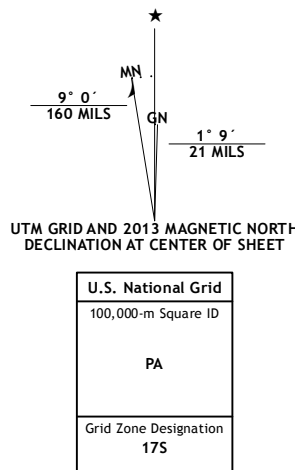 MN
9° 0´
160 MILS
GN
1° 9´
21 MILS
UTM GRID AND 2013 MAGNETIC NORTH
DECLINATION AT CENTER OF SHEET
U.S. National Grid
100,000-m Square ID
PA
Grid Zone Designation
17S